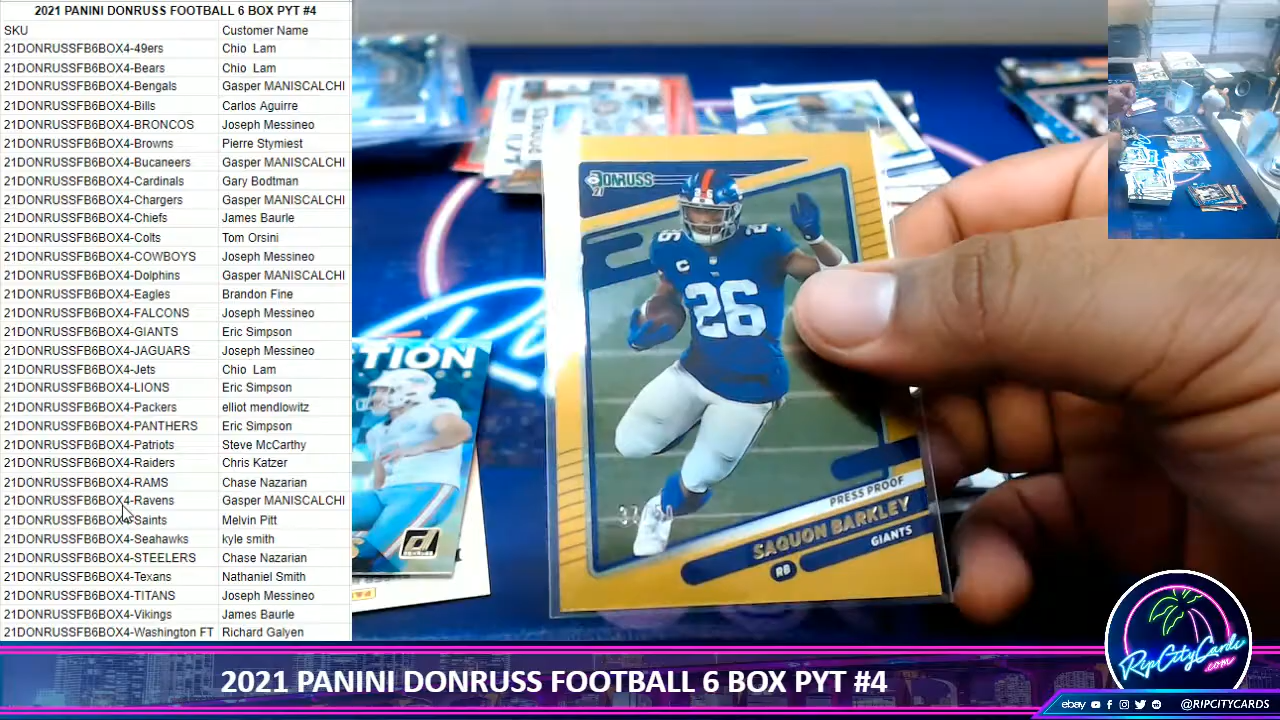 2021 PANINI DONRUSS FOOTBALL 6 BOX PYT #4
SKU Customer Name
21DONRUSSFB6BOX4-49ers Chio Lam
21DONRUSSFB6BOX4-Bears Chio Lam
21DONRUSSFB6BOX4-Bengals Gasper MANISCALCHI
21DONRUSSFB6BOX4-Bills Carlos Aguirre
21DONRUSSFB6BOX4-BRONCOS Joseph Messineo
21DONRUSSFB6BOX4-Browns Pierre Stymiest
21DONRUSSFB6BOX4-Bucaneers Gasper MANISCALCHI
21DONRUSSFB6BOX4-Cardinals Gary Bodtman
21DONRUSSFB6BOX4-Chargers Gasper MANISCALCHI
21DONRUSSFB6BOX4-Chiefs James Baurle
21DONRUSSFB6BOX4-Colts Tom Orsini
21DONRUSSFB6BOX4-COWBOYS Joseph Messineo
21DONRUSSFB6BOX4-Dolphins Gasper MANISCALCHI
21DONRUSSFB6BOX4-Eagles Brandon Fine
21DONRUSSFB6BOX4-FALCONS Joseph Messineo
21DONRUSSFB6BOX4-GIANTS Eric Simpson
21DONRUSSFB6BOX4-JAGUARS Joseph Messineo
21DONRUSSFB6BOX4-Jets Chio Lam
21DONRUSSFB6BOX4-LIONS Eric Simpson
21DONRUSSFB6BOX4-Packers elliot mendlowitz
21DONRUSSFB6BOX4-PANTHERS Eric Simpson
21DONRUSSFB6BOX4-Patriots Steve McCarthy
21DONRUSSFB6BOX4-Raiders Chris Katzer
21DONRUSSFB6BOX4-RAMS Chase Nazarian
21DONRUSSFB6BOX4-Ravens Gasper MANISCALCHI
21DONRUSSFB6BOX4-Saints Melvin Pitt
21DONRUSSFB6BOX4-Seahawks kyle smith
21DONRUSSFB6BOX4-STEELERS Chase Nazarian
21DONRUSSFB6BOX4-Texans Nathaniel Smith
21DONRUSSFB6BOX4-TITANS Joseph Messineo
21DONRUSSFB6BOX4-Vikings James Baurle
21DONRUSSFB6BOX4-Washington FT Richard Galyen
DONRUSS
21
26
26
26
C
PRESS PROOF
SAQUON BARKLEY
RB GIANTS
TION
RipCityCards
.com
2021 PANINI DONRUSS FOOTBALL 6 BOX PYT #4
ebay @RIPCITYCARDS